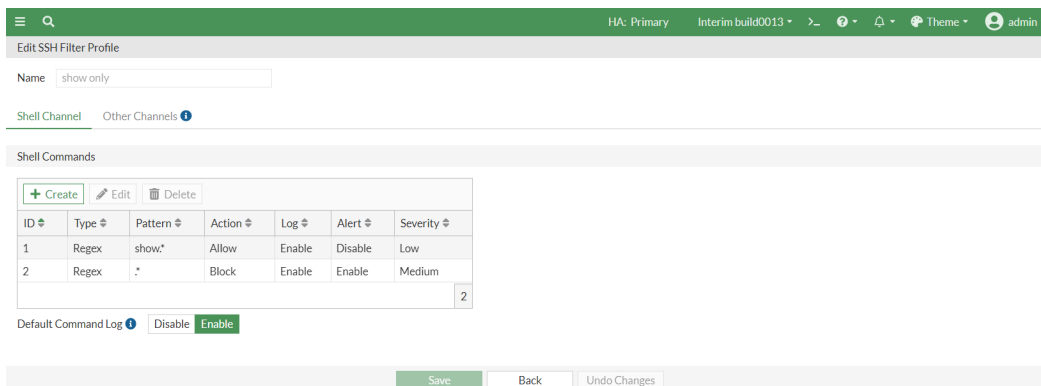 HA: Primary Interim build0013 >_ Theme admin
Edit SSH Filter Profile
Name show only
Shell Channel Other Channels
Shell Commands
+ Create Edit Delete
ID Type Pattern Action Log Alert Severity
1 Regex show.* Allow Enable Disable Low
2 Regex .* Block Enable Enable Medium
2
Default Command Log Disable Enable
Save Back Undo Changes